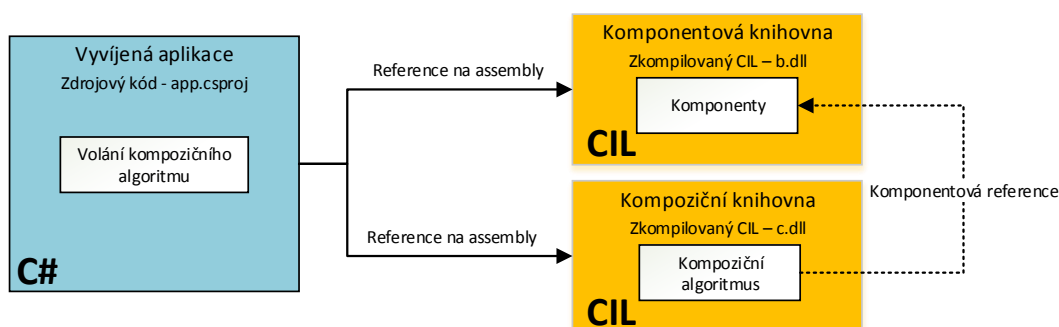 Vyvíjená aplikace
Zdrojový kód - app.csproj
Volání kompozičního
algoritmu
C#
Reference na assembly
Reference na assembly
Komponentová knihovna
Zkompilovaný CIL – b.dll
Komponenty
CIL
Kompoziční knihovna
Zkompilovaný CIL – c.dll
Kompoziční
algoritmus
CIL
Komponentová reference